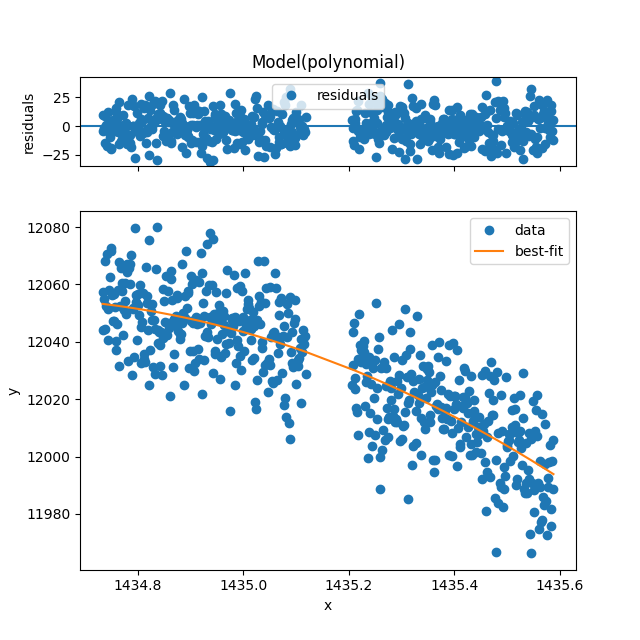 Model(polynomial)
residuals
25
0
−25
residuals
12080
12060
12040
12020
12000
11980
y
data
best-fit
1434.8
1435.0
1435.2
1435.4
1435.6
x